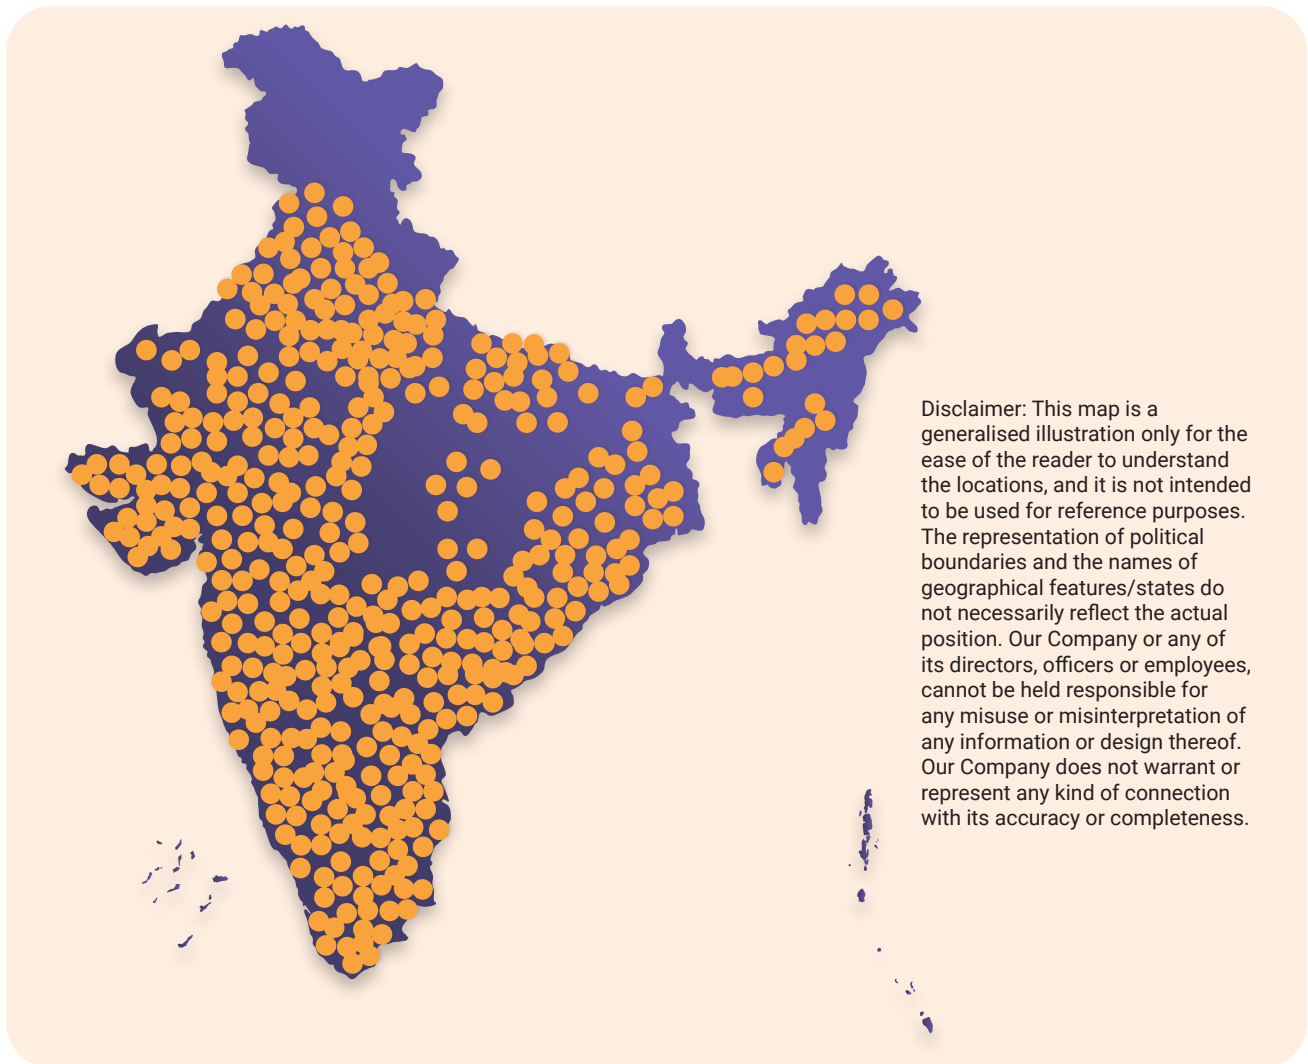 Disclaimer: This map is a
generalised illustration only for the
ease of the reader to understand
the locations, and it is not intended
to be used for reference purposes.
The representation of political
boundaries and the names of
geographical features/states do
not necessarily reflect the actual
position. Our Company or any of
its directors, officers or employees,
cannot be held responsible for
any misuse or misinterpretation of
any information or design thereof.
Our Company does not warrant or
represent any kind of connection
with its accuracy or completeness.